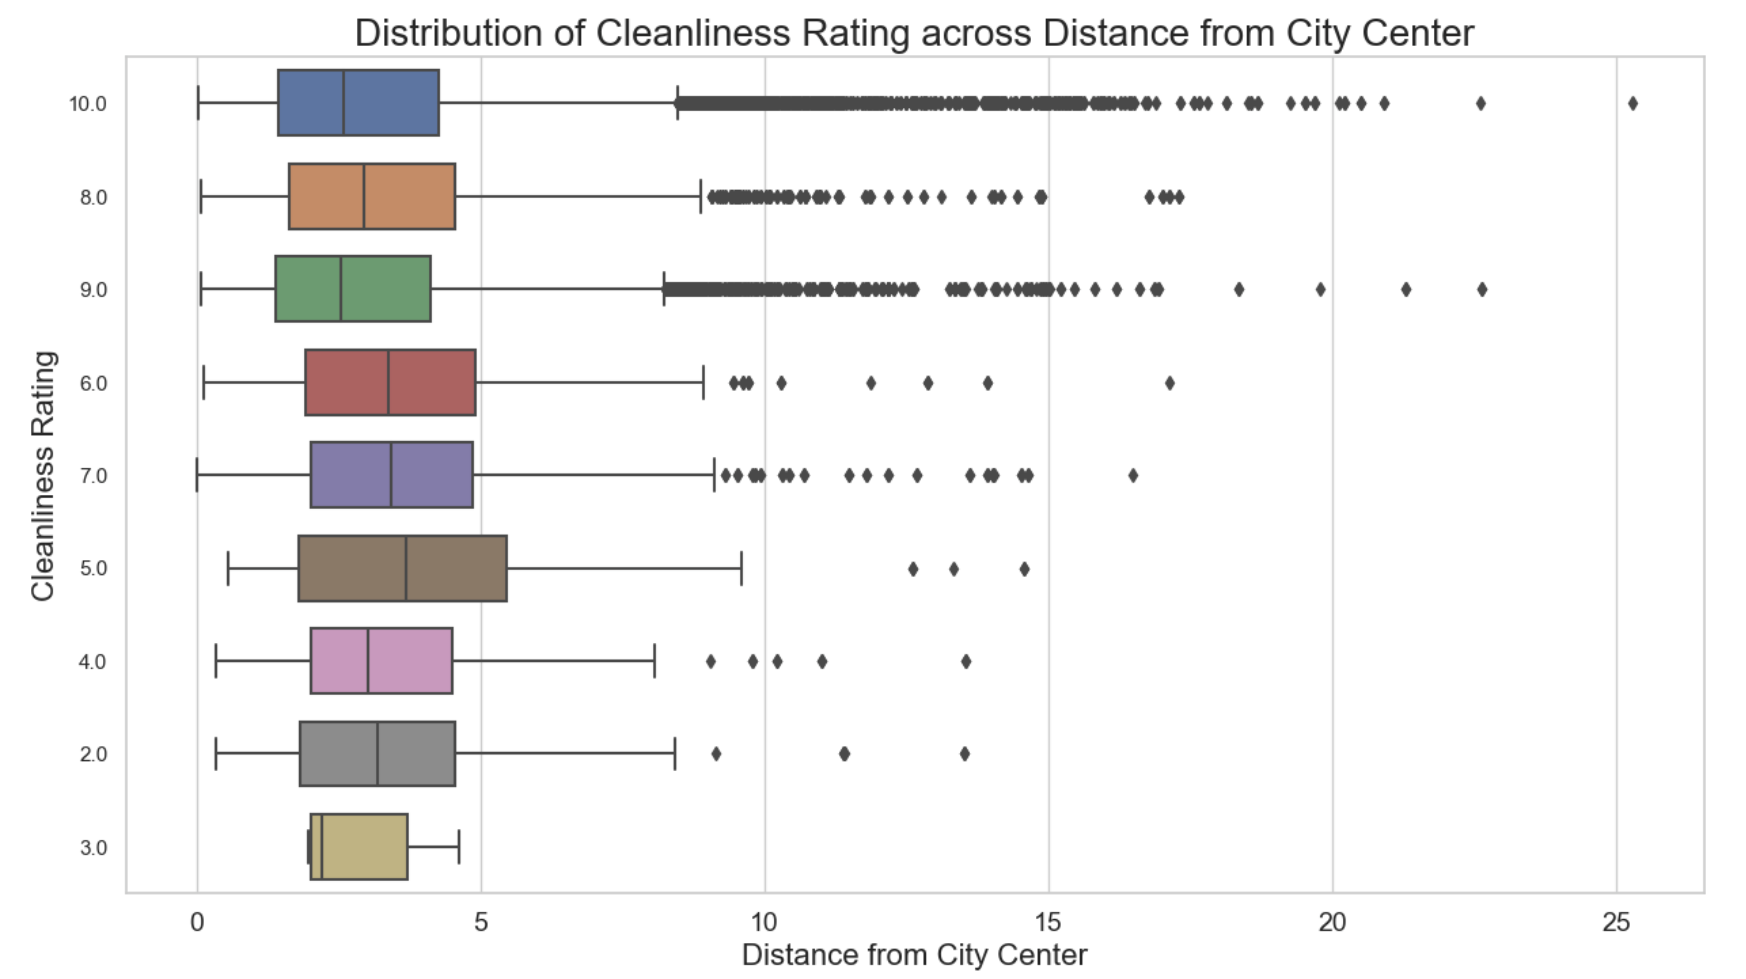 Distribution of Cleanliness Rating across Distance from City Center
Cleanliness Rating
10.0
8.0
9.0
6.0
7.0
5.0
4.0
2.0
3.0
0 5 10 15 20 25
Distance from City Center